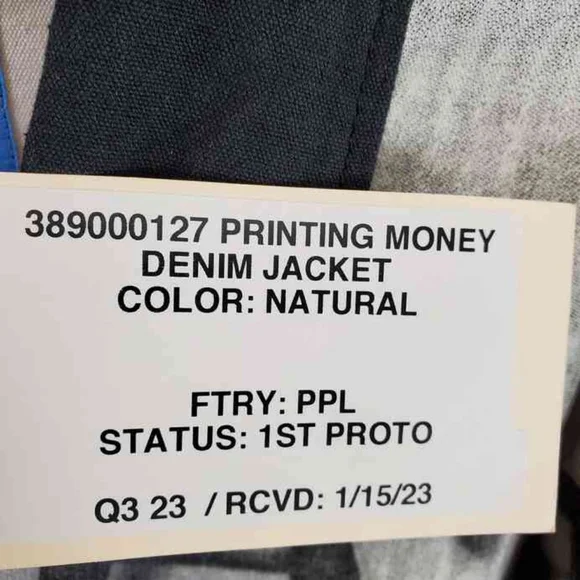 389000127 PRINTING MONEY
DENIM JACKET
COLOR: NATURAL
FTRY: PPL
STATUS: 1ST PROTO
Q3 23 / RCVD: 1/15/23